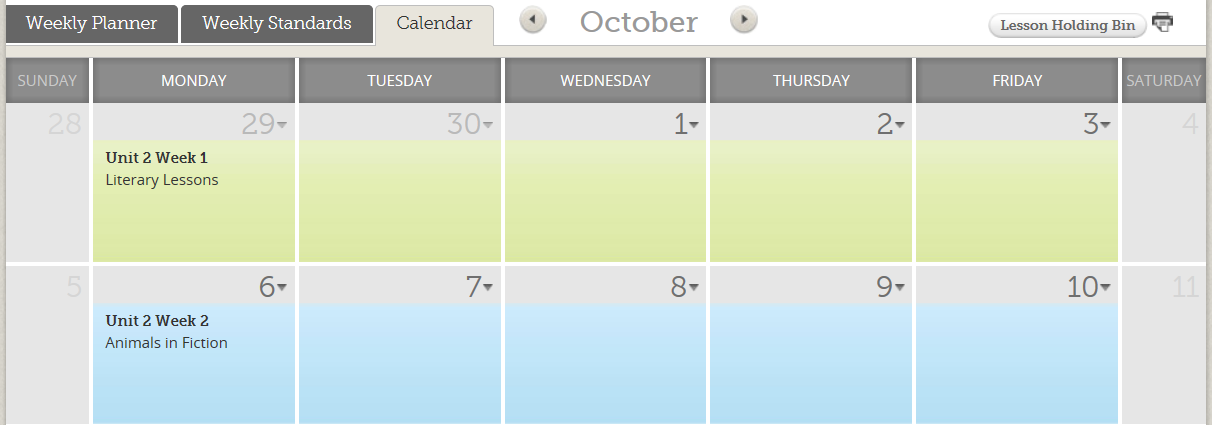 Weekly Planner Weekly Standards Calendar October Lesson Holding Bin
SUNDAY MONDAY TUESDAY WEDNESDAY THURSDAY FRIDAY SATURDAY
28 29 30 1 2 3 4
Unit 2 Week 1
Literary Lessons
5 6 7 8 9 10 11
Unit 2 Week 2
Animals in Fiction